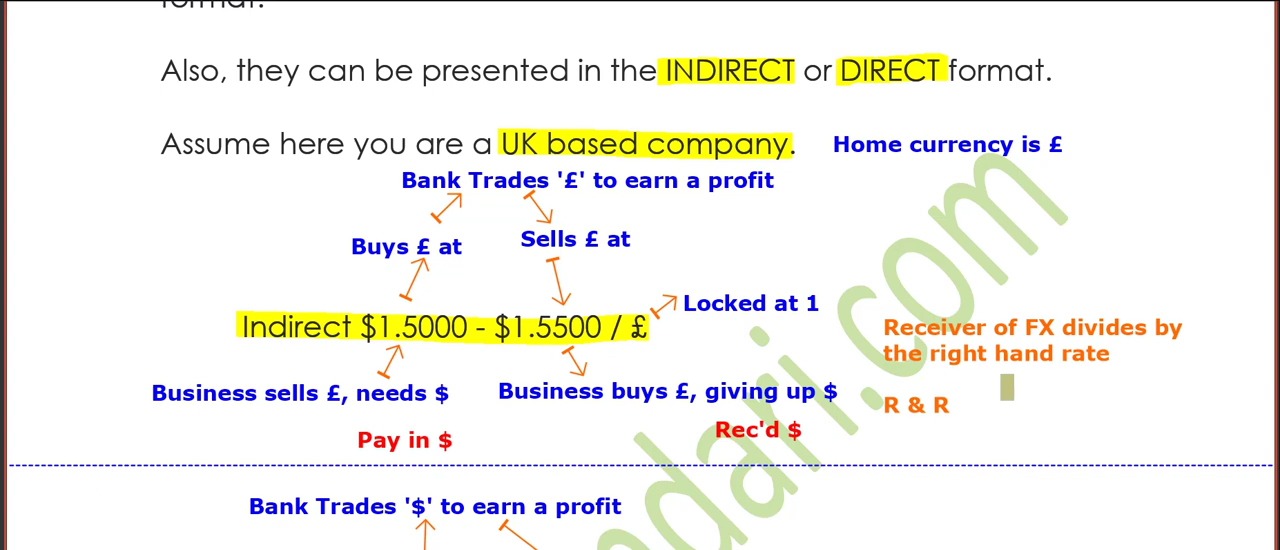 format.
Also, they can be presented in the INDIRECT or DIRECT format.
Assume here you are a UK based company. Home currency is £
Bank Trades '£' to earn a profit
Buys £ at Sells £ at
Locked at 1
Indirect $1.5000 - $1.5500 / £
Receiver of FX divides by
the right hand rate
Business sells £, needs $ Business buys £, giving up $
R & R
Pay in $ Rec'd $
Bank Trades '$' to earn a profit
ndari.com